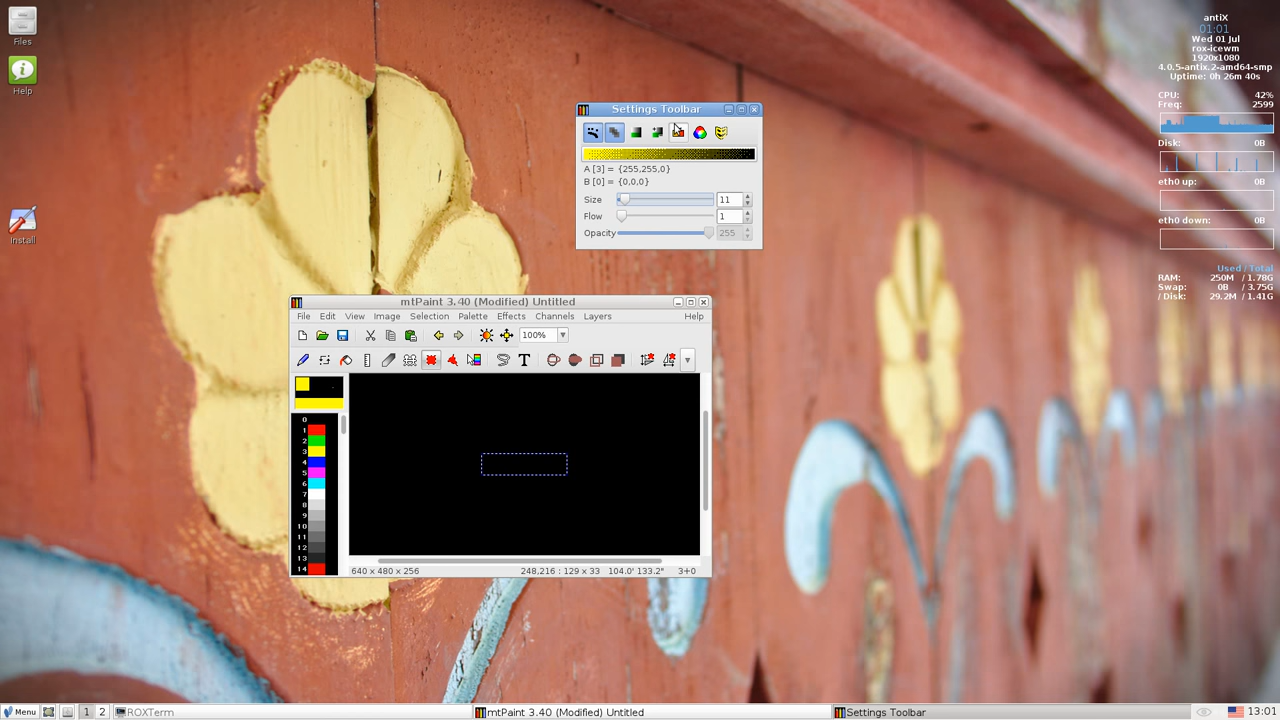 Files
Help
Install
antiX
01:01
Wed 01 Jul
rox-icewm
1920x1080
4.0.5-antix.2-amd64-smp
Uptime: 0h 26m 40s
CPU: 42%
Freq: 2599
Disk: 0B
eth0 up: 0B
eth0 down: 0B
Used / Total
RAM: 250M / 1.78G
Swap: 0B / 3.75G
/ Disk: 29.2M / 1.41G
Settings Toolbar
A [3] = {255,255,0}
B [0] = {0,0,0}
Size 11
Flow 1
Opacity 255
mtPaint 3.40 (Modified) Untitled
File Edit View Image Selection Palette Effects Channels Layers Help
100%
T
0
1
2
3
4
5
6
7
8
9
10
11
12
13
14
640 x 480 x 256 248,216 : 129 x 33 104.0' 133.2° 3+0
Menu 1 2 ROXTerm mtPaint 3.40 (Modified) Untitled Settings Toolbar 13:01